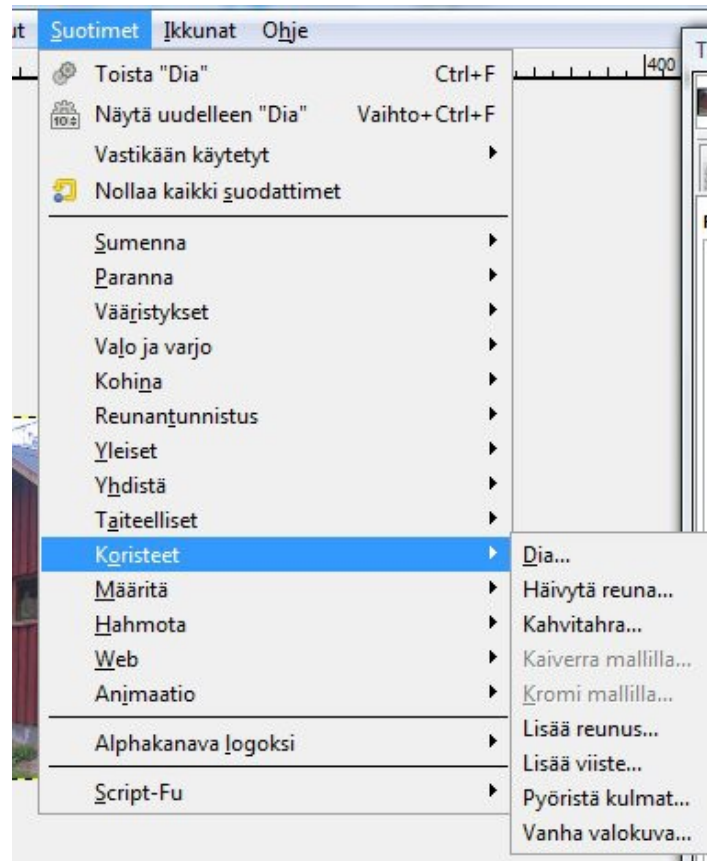 ut Suotimet Ikkunat Ohje
400
T
Toista "Dia" Ctrl+F
Näytä uudelleen "Dia" Vaihto+Ctrl+F
Vastikään käytetyt
Nollaa kaikki suodattimet
Sumenna
Paranna
Vääristykset
Valo ja varjo
Kohina
Reunantunnistus
Yleiset
Yhdistä
Taiteelliset
Koristeet
Määritä
Hahmota
Web
Animaatio
Alphakanava logoksi
Script-Fu
Dia...
Häivytä reuna...
Kahvitahra...
Kaiverra mallilla...
Kromi mallilla...
Lisää reunus...
Lisää viiste...
Pyöristä kulmat...
Vanha valokuva...